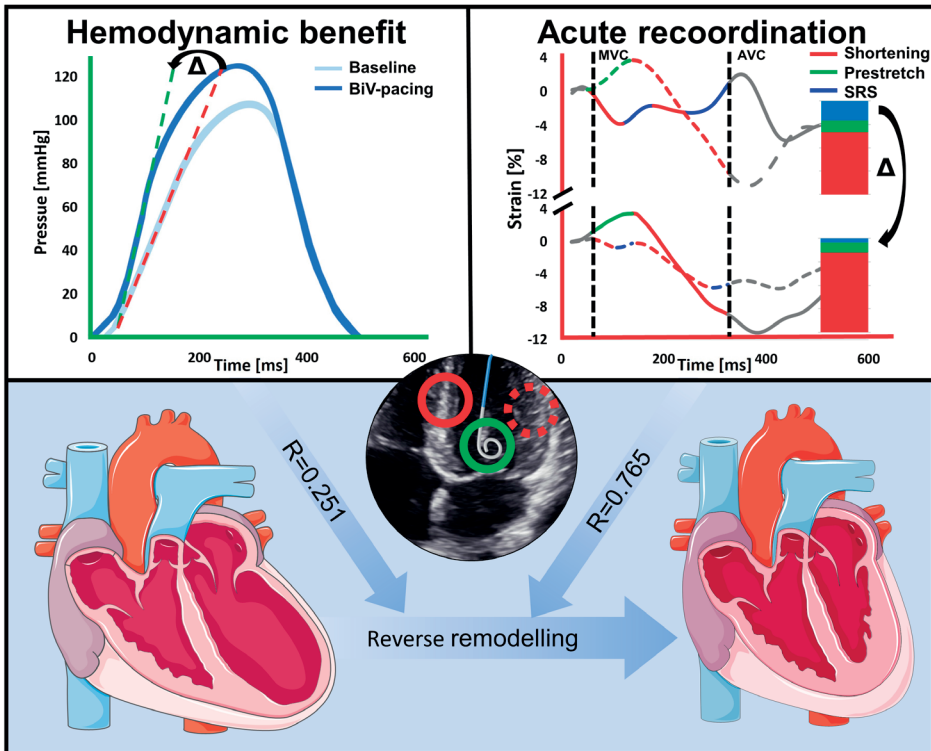 Hemodynamic benefit
120
100
80
60
40
20
0
Pressue [mmHg]
Δ
Baseline
BiV-pacing
0 200 400 600
Time [ms]
Acute recoordination
4
0
-4
-8
-12
4
0
-4
-8
-12
Strain [%]
MVC
AVC
Shortening
Prestretch
SRS
Δ
0 200 400 600
Time [ms]
R=0.251
R=0.765
Reverse remodelling